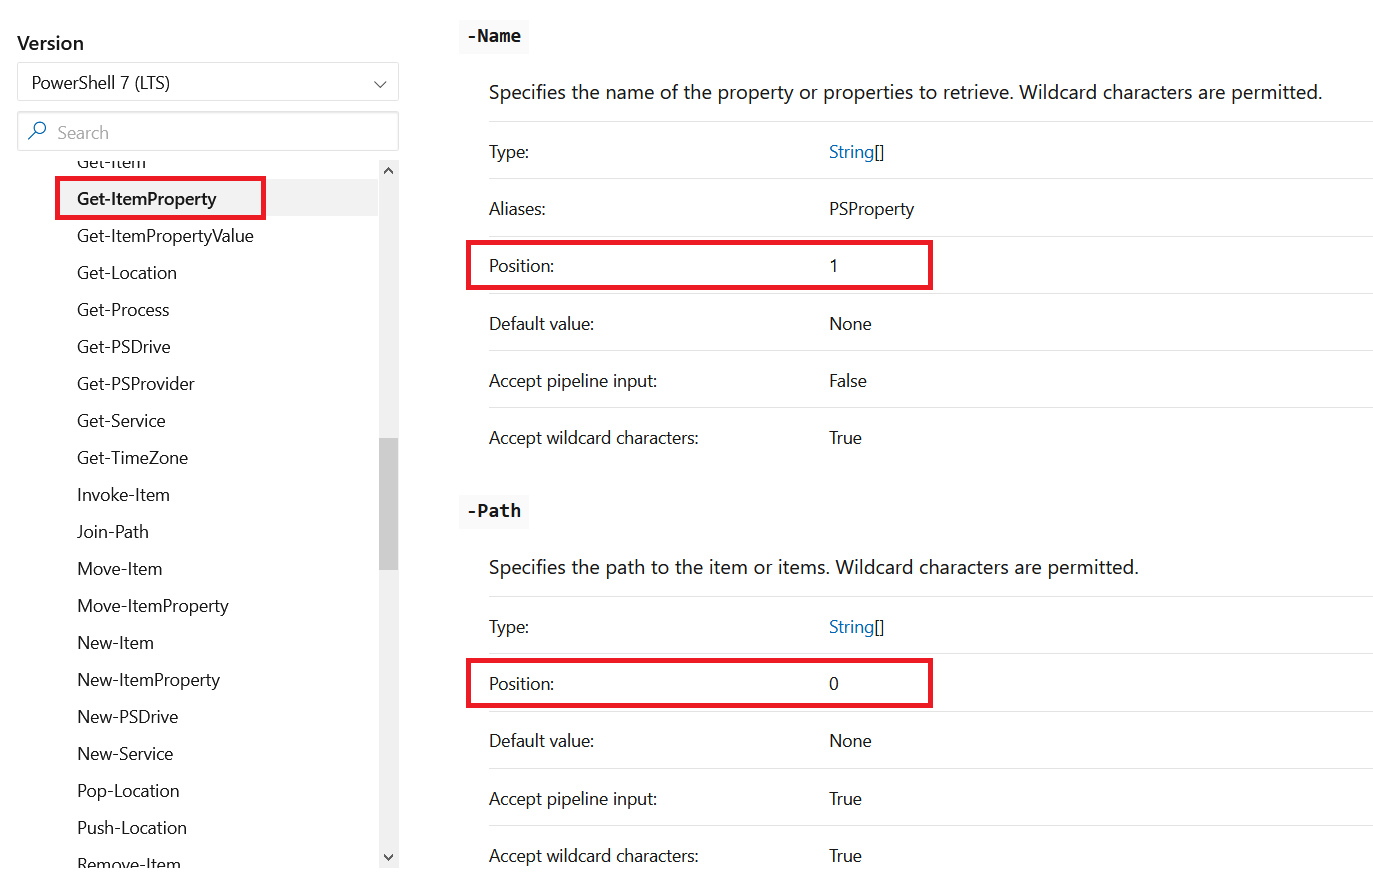 Version
PowerShell 7 (LTS)
Search
Get-Item
Get-ItemProperty
Get-ItemPropertyValue
Get-Location
Get-Process
Get-PSDrive
Get-PSProvider
Get-Service
Get-TimeZone
Invoke-Item
Join-Path
Move-Item
Move-ItemProperty
New-Item
New-ItemProperty
New-PSDrive
New-Service
Pop-Location
Push-Location
Remove-Item
-Name
Specifies the name of the property or properties to retrieve. Wildcard characters are permitted.
Type: String[]
Aliases: PSProperty
Position: 1
Default value: None
Accept pipeline input: False
Accept wildcard characters: True
-Path
Specifies the path to the item or items. Wildcard characters are permitted.
Type: String[]
Position: 0
Default value: None
Accept pipeline input: True
Accept wildcard characters: True